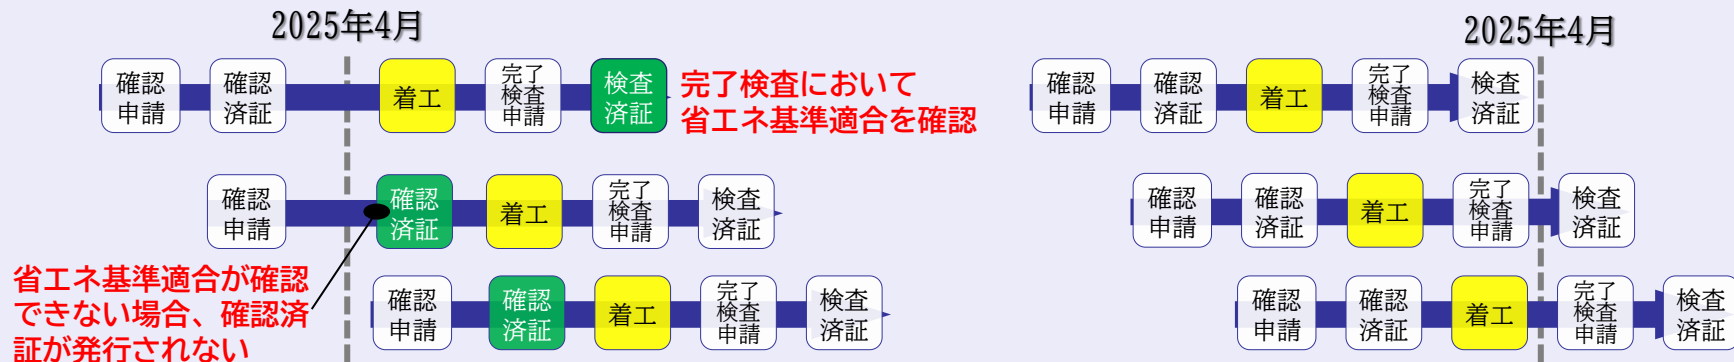 2025年4月
確認
申請
確認
済証
着工
完了
検査
申請
検査
済証
完了検査において
省エネ基準適合を確認
確認
申請
確認
済証
着工
完了
検査
申請
検査
済証
省エネ基準適合が確認
できない場合、確認済
証が発行されない
確認
申請
確認
済証
着工
完了
検査
申請
検査
済証
2025年4月
確認
申請
確認
済証
着工
完了
検査
申請
検査
済証
確認
申請
確認
済証
着工
完了
検査
申請
検査
済証
確認
申請
確認
済証
着工
完了
検査
申請
検査
済証